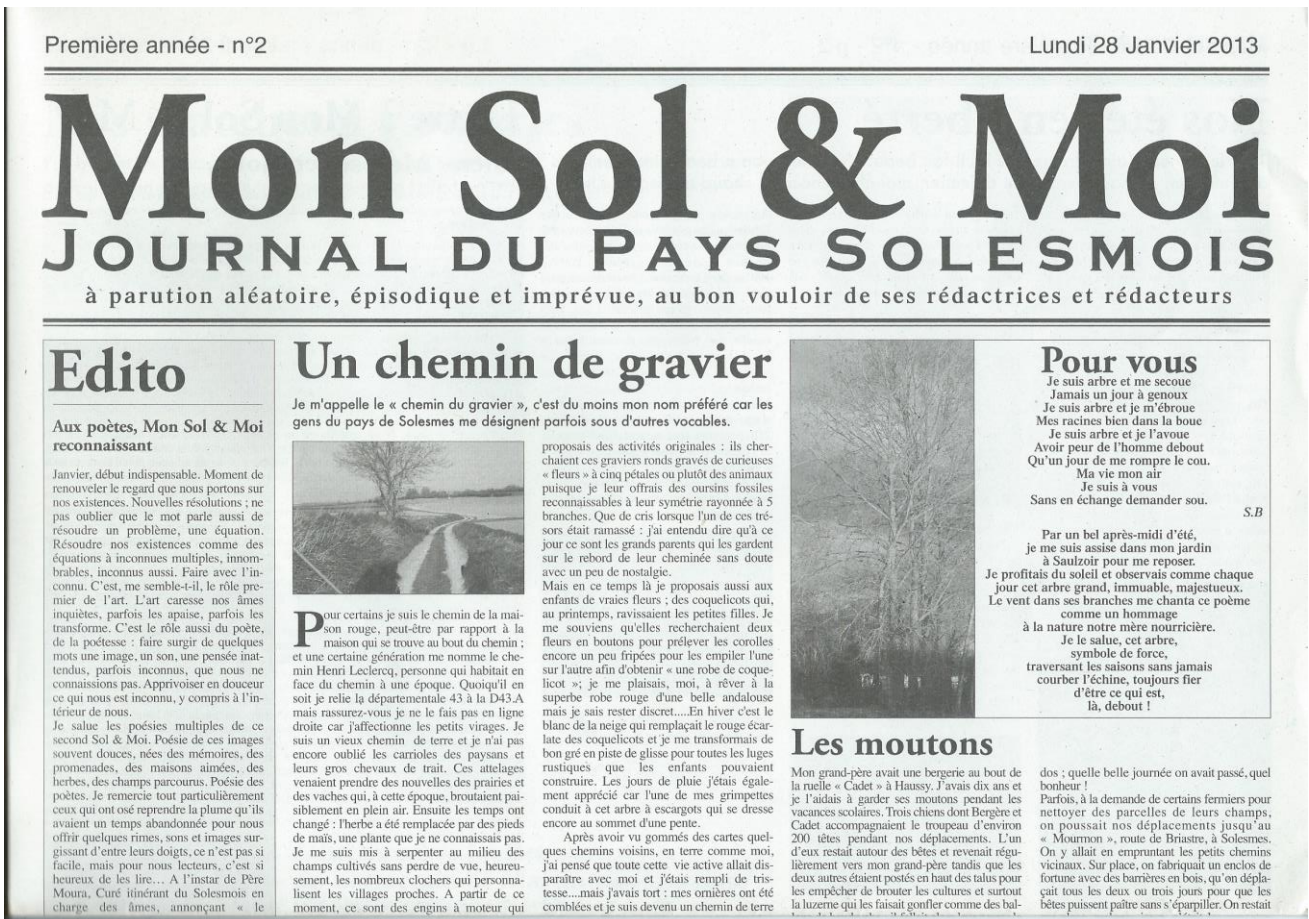 Première année - n°2
Lundi 28 Janvier 2013
Mon Sol & Moi
JOURNAL DU PAYS SOLESMOIS
à parution aléatoire, épisodique et imprévue, au bon vouloir de ses rédactrices et rédacteurs
Edito
Aux poètes, Mon Sol & Moi
reconnaissant
Janvier, début indispensable. Moment de
renouveler le regard que nous portons sur
nos existences. Nouvelles résolutions ; ne
pas oublier que le mot parle aussi de
résoudre un problème, une équation.
Résoudre nos existences comme des
équations à inconnues multiples, innom-
brables, inconnus aussi. Faire avec l'in-
connu. C'est, me semble-t-il, le rôle pre-
mier de l'art. L'art caresse nos âmes
inquiètes, parfois les apaise, parfois les
transforme. C'est le rôle aussi du poète,
de la poétesse : faire surgir de quelques
mots une image, un son, une pensée inat-
tendus, parfois inconnus, que nous ne
connaissions pas. Apprivoiser en douceur
ce qui nous est inconnu, y compris à l'in-
térieur de nous.
Je salue les poésies multiples de ce
second Sol & Moi. Poésie de ces images
souvent douces, nées des mémoires, des
promenades, des maisons aimées, des
herbes, des champs parcourus. Poésie des
poètes. Je remercie tout particulièrement
ceux qui ont osé reprendre la plume qu'ils
avaient un temps abandonnée pour nous
offrir quelques rimes, sons et images sur-
gissant d'entre leurs doigts, ce n'est pas si
facile, mais pour nous lecteurs, c'est si
heureux de les lire… A l'instar de Père
Moura, Curé itinérant du Solesmois en
charge des âmes, annonçant « le
Un chemin de gravier
Je m'appelle le « chemin du gravier », c'est du moins mon nom préféré car les
gens du pays de Solesmes me désignent parfois sous d'autres vocables.
Pour certains je suis le chemin de la mai-
son rouge, peut-être par rapport à la
maison qui se trouve au bout du chemin ;
et une certaine génération me nomme le che-
min Henri Leclercq, personne qui habitait en
face du chemin à une époque. Quoiqu'il en
soit je relie la départementale 43 à la D43.A
mais rassurez-vous je ne le fais pas en ligne
droite car j'affectionne les petits virages. Je
suis un vieux chemin de terre et je n'ai pas
encore oublié les carrioles des paysans et
leurs gros chevaux de trait. Ces attelages
venaient prendre des nouvelles des prairies et
des vaches qui, à cette époque, broutaient pai-
siblement en plein air. Ensuite les temps ont
changé : l'herbe a été remplacée par des pieds
de maïs, une plante que je ne connaissais pas.
Je me suis mis à serpenter au milieu des
champs cultivés sans perdre de vue, heureu-
sement, les nombreux clochers qui personna-
lisent les villages proches. A partir de ce
moment, ce sont des engins à moteur qui
proposais des activités originales : ils cher-
chaient ces graviers ronds gravés de curieuses
« fleurs » à cinq pétales ou plutôt des animaux
puisque je leur offrais des oursins fossiles
reconnaissables à leur symétrie rayonnée à 5
branches. Que de cris lorsque l'un de ces tré-
sors était ramassé : j'ai entendu dire qu'à ce
jour ce sont les grands parents qui les gardent
sur le rebord de leur cheminée sans doute
avec un peu de nostalgie.
Mais en ce temps là je proposais aussi aux
enfants de vraies fleurs ; des coquelicots qui,
au printemps, ravissaient les petites filles. Je
me souviens qu'elles recherchaient deux
fleurs en boutons pour prélever les corolles
encore un peu fripées pour les empiler l'une
sur l'autre afin d'obtenir « une robe de coque-
licot »; je me plaisais, moi, à rêver à la
superbe robe rouge d'une belle andalouse
mais je sais rester discret....En hiver c'est le
blanc de la neige qui remplaçait le rouge écar-
late des coquelicots et je me transformais de
bon gré en piste de glisse pour toutes les luges
rustiques que les enfants pouvaient
construire. Les jours de pluie j'étais égale-
ment apprécié car l'une de mes grimpettes
conduit à cet arbre à escargots qui se dresse
encore au sommet d'une pente.
Après avoir vu gommés des cartes quel-
ques chemins voisins, en terre comme moi,
j'ai pensé que toute cette vie active allait dis-
paraître avec moi et j'étais rempli de tris-
tesse....mais j'avais tort : mes ornières ont été
comblées et je suis devenu un chemin de terre
Pour vous
Je suis arbre et me secoue
Jamais un jour à genoux
Je suis arbre et je m'ébroue
Mes racines bien dans la boue
Je suis arbre et je l'avoue
Avoir peur de l'homme debout
Qu'un jour de me rompre le cou.
Ma vie mon air
Je suis à vous
Sans en échange demander sou.
S.B
Par un bel après-midi d'été,
je me suis assise dans mon jardin
à Saulzoir pour me reposer.
Je profitais du soleil et observais comme chaque
jour cet arbre grand, immuable, majestueux.
Le vent dans ses branches me chanta ce poème
comme un hommage
à la nature notre mère nourricière.
Je le salue, cet arbre,
symbole de force,
traversant les saisons sans jamais
courber l'échine, toujours fier
d'être ce qui est,
là, debout !
Les moutons
Mon grand-père avait une bergerie au bout de
la ruelle « Cadet » à Haussy. J'avais dix ans et
je l'aidais à garder ses moutons pendant les
vacances scolaires. Trois chiens dont Bergère et
Cadet accompagnaient le troupeau d'environ
200 têtes pendant nos déplacements. L'un
d'eux restait autour des bêtes et revenait régu-
lièrement vers mon grand-père tandis que les
deux autres étaient postés en haut des talus pour
les empêcher de brouter les cultures et surtout
la luzerne qui les faisait gonfler comme des bal-
dos ; quelle belle journée on avait passé, quel
bonheur !
Parfois, à la demande de certains fermiers pour
nettoyer des parcelles de leurs champs,
on poussait nos déplacements jusqu'au
« Mourmon », route de Briastre, à Solesmes.
On y allait en empruntant les petits chemins
vicinaux. Sur place, on fabriquait un enclos de
fortune avec des barrières en bois, qu'on dépla-
çait tous les deux ou trois jours pour que les
bêtes puissent paître sans s'éparpiller. On restait